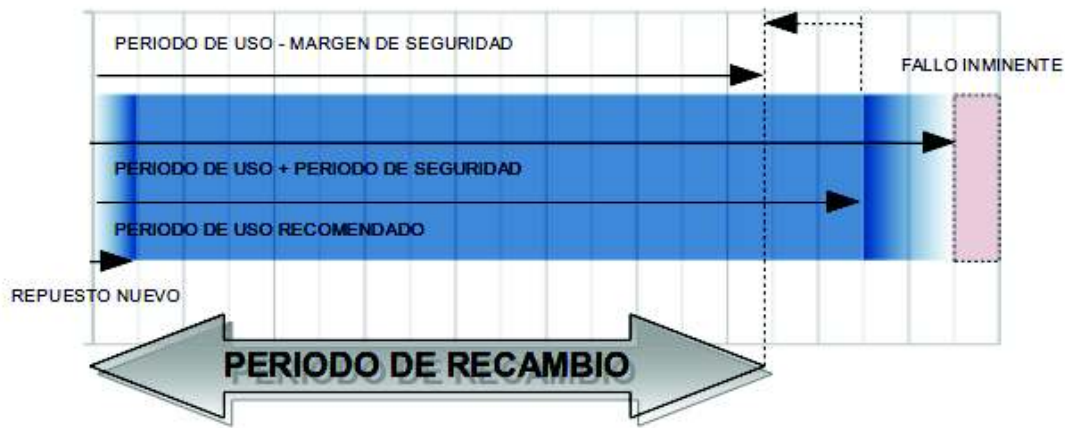 PERIODO DE USO - MARGEN DE SEGURIDAD
FALLO INMINENTE
PERIODO DE USO + PERIODO DE SEGURIDAD
PERIODO DE USO RECOMENDADO
REPUESTO NUEVO
PERIODO DE RECAMBIO